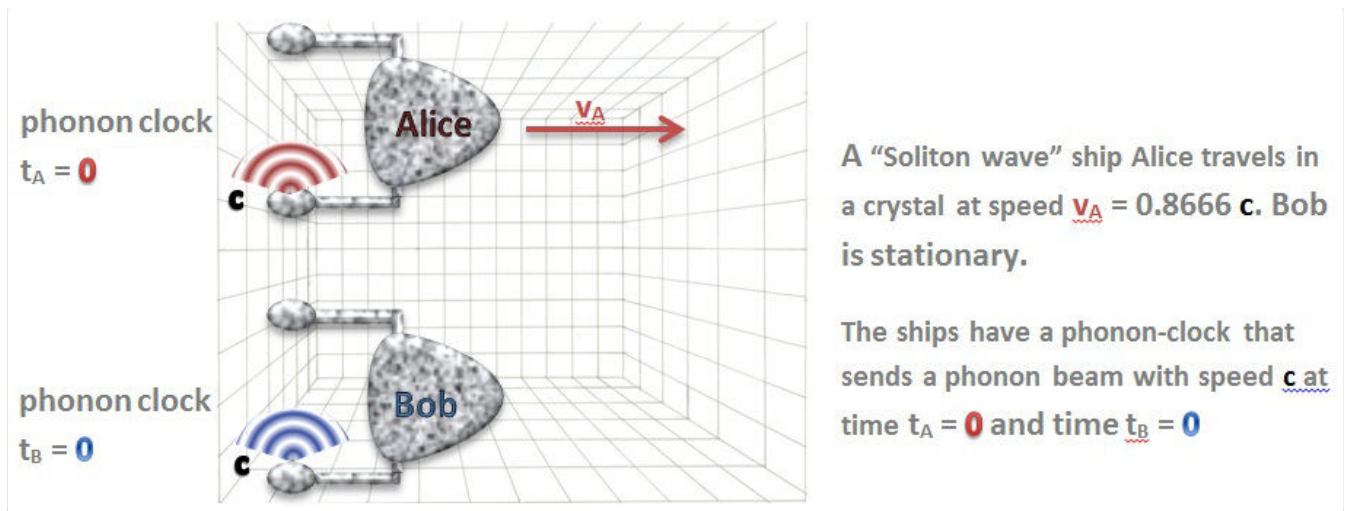 phonon clock
tA = 0
c
Alice
vA
phonon clock
tB = 0
c
Bob
A “Soliton wave” ship Alice travels in
a crystal at speed vA = 0.8666 c. Bob
is stationary.
The ships have a phonon-clock that
sends a phonon beam with speed c at
time tA = 0 and time tB = 0